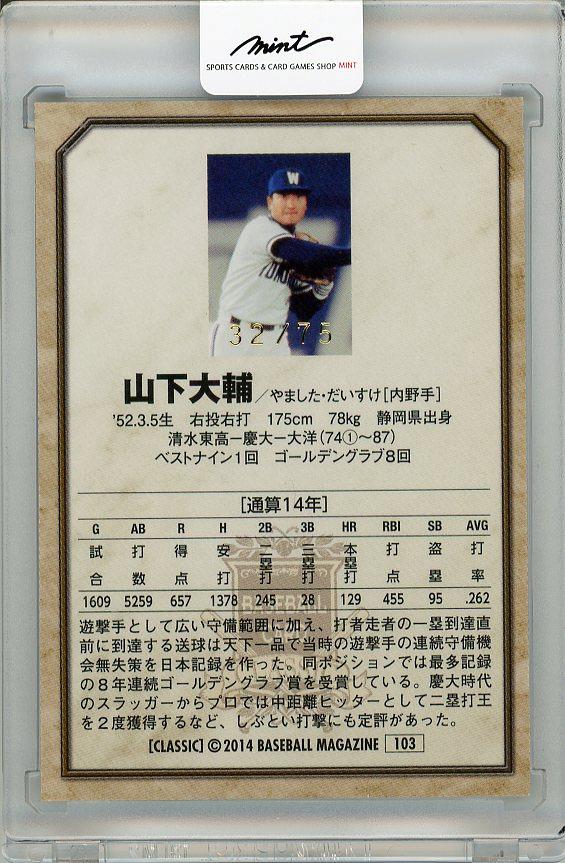 mint
SPORTS CARDS & CARD GAMES SHOP MINT
W
32/75
山下大輔／やました・だいすけ[内野手]
'52.3.5生 右投右打 175cm 78kg 静岡県出身
清水東高ー慶大ー大洋(74①〜87)
ベストナイン1回 ゴールデングラブ8回
[通算14年]
G AB R H 2B 3B HR RBI SB AVG
試合 打数 得点 安打 二塁打 三塁打 本塁打 打点 盗塁 打率
1609 5259 657 1378 245 28 129 455 95 .262
BASEBALL
遊撃手として広い守備範囲に加え、打者走者の一塁到達直
前に到達する送球は天下一品で当時の遊撃手の連続守備機
会無失策を日本記録を作った。同ポジションでは最多記録
の８年連続ゴールデングラブ賞を受賞している。慶大時代
のスラッガーからプロでは中距離ヒッターとして二塁打王
を２度獲得するなど、しぶとい打撃にも定評があった。
[CLASSIC] ©2014 BASEBALL MAGAZINE 103